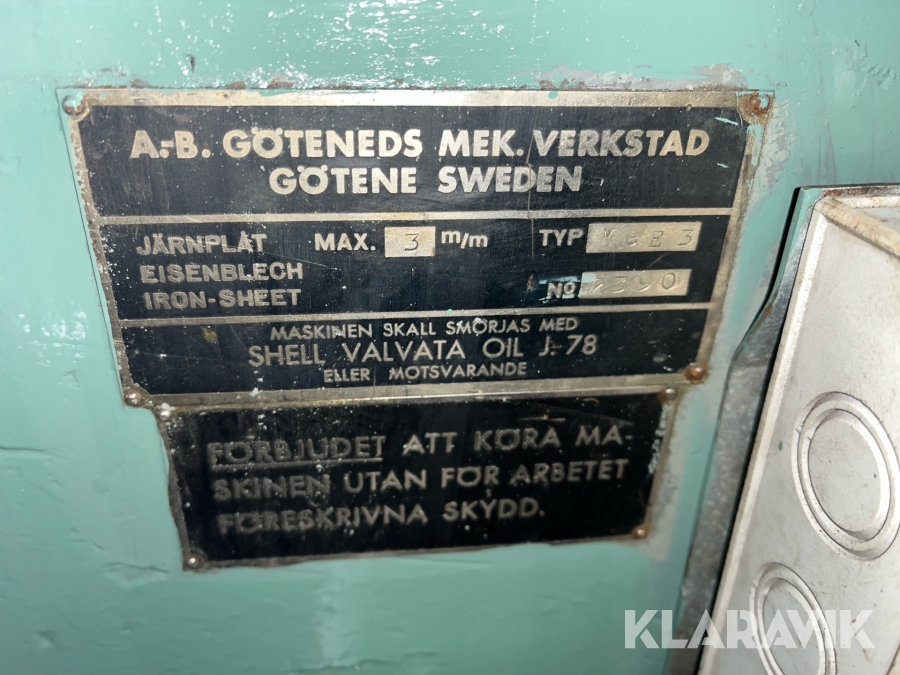 A.-B. GÖTENEDS MEK. VERKSTAD
GÖTENE SWEDEN
JÄRNPLÅT MAX. 3 m/m TYP
EISENBLECH
IRON-SHEET No
MASKINEN SKALL SMÖRJAS MED
SHELL VALVATA OIL J-78
ELLER MOTSVARANDE
FÖRBJUDET ATT KÖRA MA-
SKINEN UTAN FÖR ARBETET
FÖRESKRIVNA SKYDD.
KLARAVIK